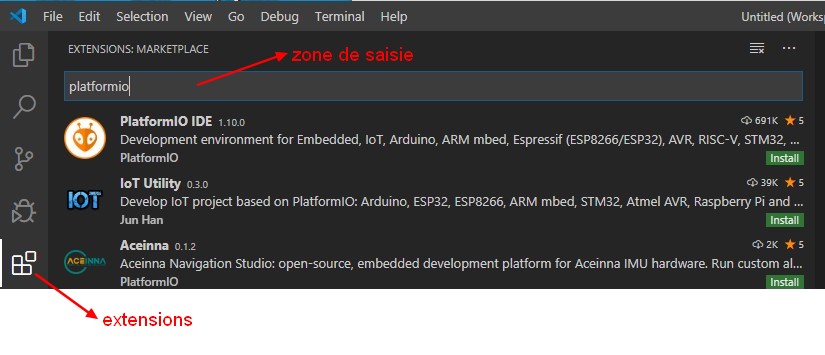 File Edit Selection View Go Debug Terminal Help Untitled (Works
EXTENSIONS: MARKETPLACE
zone de saisie
platformio
PlatformIO IDE 1.10.0 691K 5
Development environment for Embedded, IoT, Arduino, ARM mbed, Espressif (ESP8266/ESP32), AVR, RISC-V, STM32, ...
PlatformIO Install
IoT Utility 0.3.0 39K 5
IOT
Develop IoT project based on PlatformIO: Arduino, ESP32, ESP8266, ARM mbed, STM32, Atmel AVR, Raspberry Pi and ...
Jun Han Install
Aceinna 0.1.2 2K 5
ACEINNA
Aceinna Navigation Studio: open-source, embedded development platform for Aceinna IMU hardware. Run custom al...
PlatformIO Install
extensions